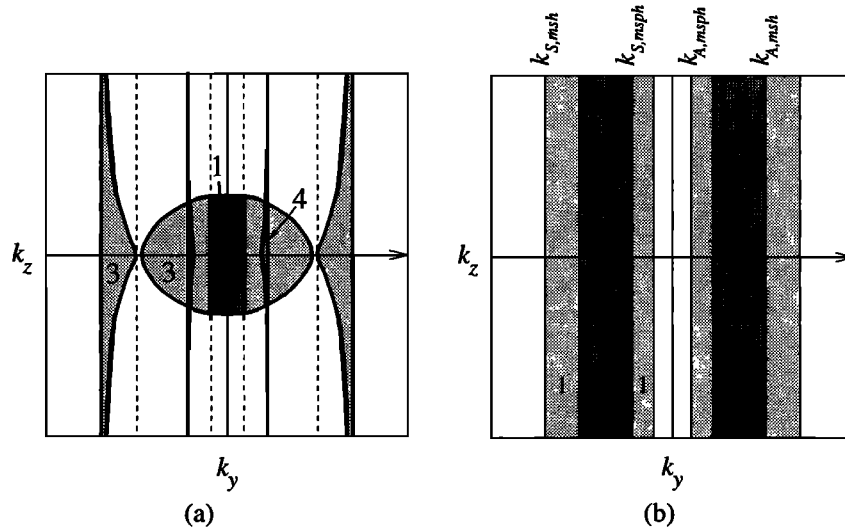 k_{S,msh} k_{S,msph} k_{A,msph} k_{A,msh}
1
4
k_z 3 3
k_z
1 1
k_y k_y
(a) (b)